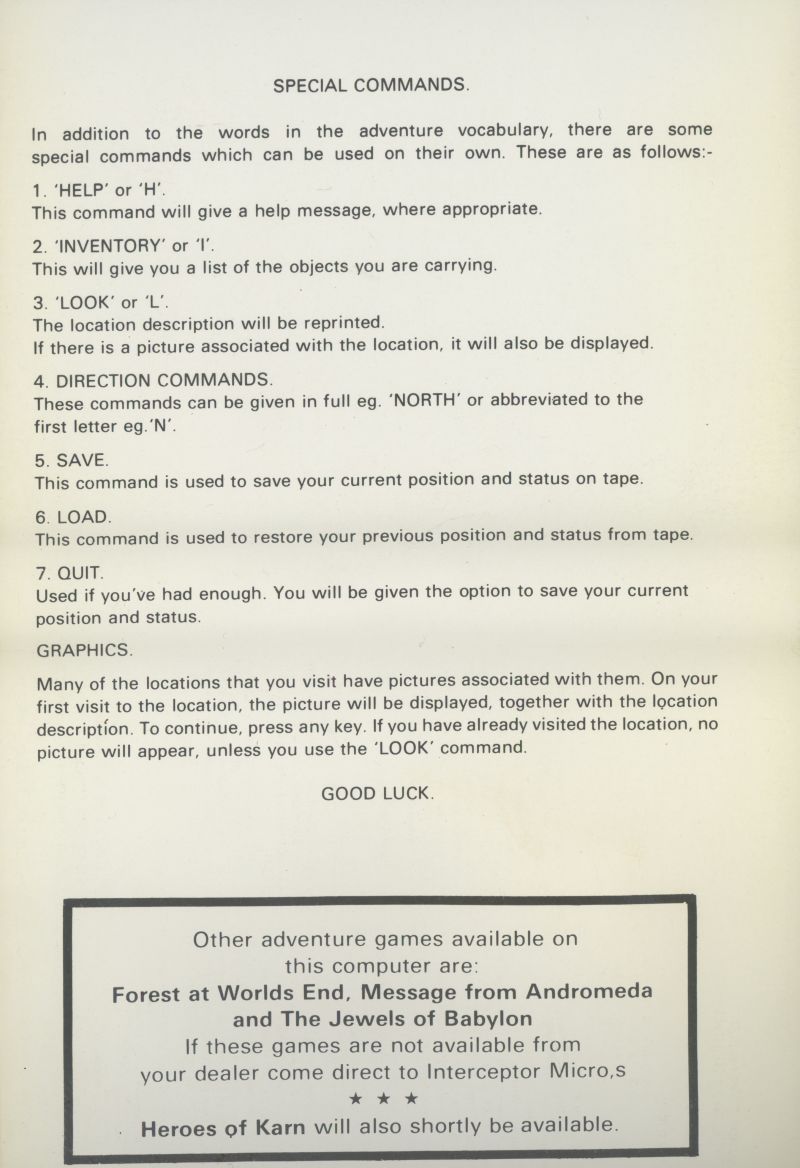 SPECIAL COMMANDS.
In addition to the words in the adventure vocabulary, there are some
special commands which can be used on their own. These are as follows:-
1. 'HELP' or 'H'.
This command will give a help message, where appropriate.
2. 'INVENTORY' or 'I'.
This will give you a list of the objects you are carrying.
3. 'LOOK' or 'L'.
The location description will be reprinted.
If there is a picture associated with the location, it will also be displayed.
4. DIRECTION COMMANDS.
These commands can be given in full eg. 'NORTH' or abbreviated to the
first letter eg.'N'.
5. SAVE.
This command is used to save your current position and status on tape.
6. LOAD.
This command is used to restore your previous position and status from tape.
7. QUIT.
Used if you've had enough. You will be given the option to save your current
position and status.
GRAPHICS.
Many of the locations that you visit have pictures associated with them. On your
first visit to the location, the picture will be displayed, together with the location
description. To continue, press any key. If you have already visited the location, no
picture will appear, unless you use the 'LOOK' command.
GOOD LUCK.
Other adventure games available on
this computer are:
Forest at Worlds End, Message from Andromeda
and The Jewels of Babylon
If these games are not available from
your dealer come direct to Interceptor Micro,s
★ ★ ★
Heroes of Karn will also shortly be available.